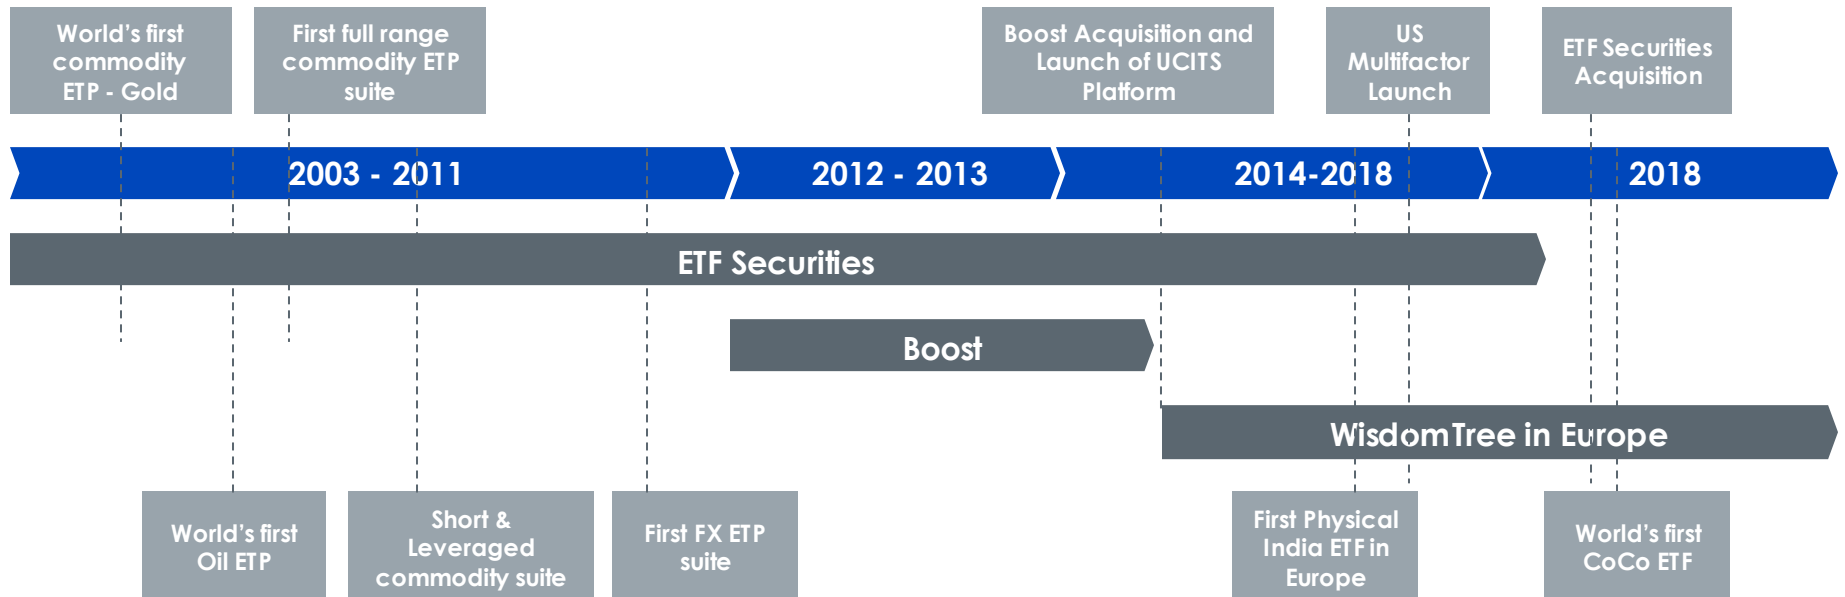 World's first
commodity
ETP - Gold
First full range
commodity ETP
suite
Boost Acquisition and
Launch of UCITS
Platform
US
Multifactor
Launch
ETF Securities
Acquisition
2003 - 2011
2012 - 2013
2014-2018
2018
ETF Securities
Boost
WisdomTree in Europe
World's first
Oil ETP
Short &
Leveraged
commodity suite
First FX ETP
suite
First Physical
India ETF in
Europe
World's first
CoCo ETF